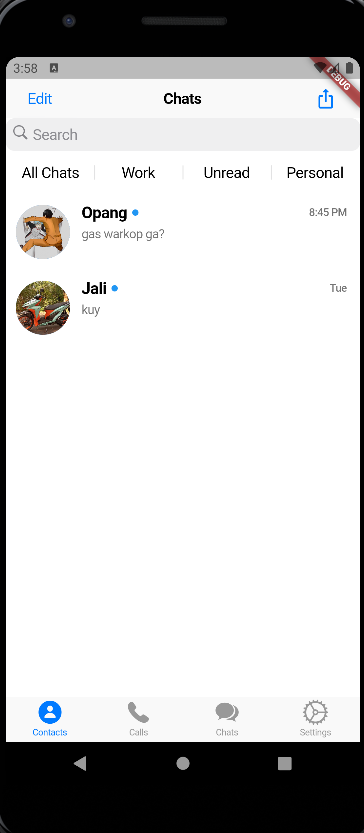 3:58 A
DEBUG
Edit Chats
Search
All Chats Work Unread Personal
Opang 8:45 PM
gas warkop ga?
Jali Tue
kuy
Contacts Calls Chats Settings